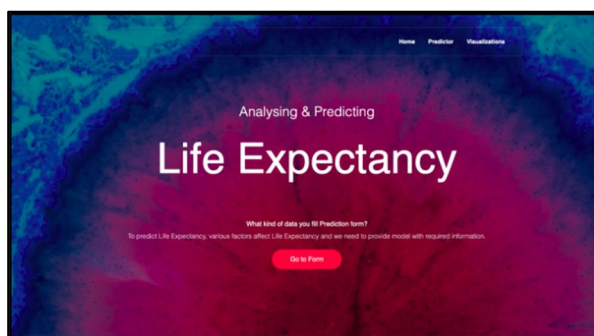 Home Predictor Visualizations
Analysing & Predicting
Life Expectancy
What kind of data you fill Prediction form?
To predict Life Expectancy, various factors affect Life Expectancy and we need to provide model with required information.
Go to Form